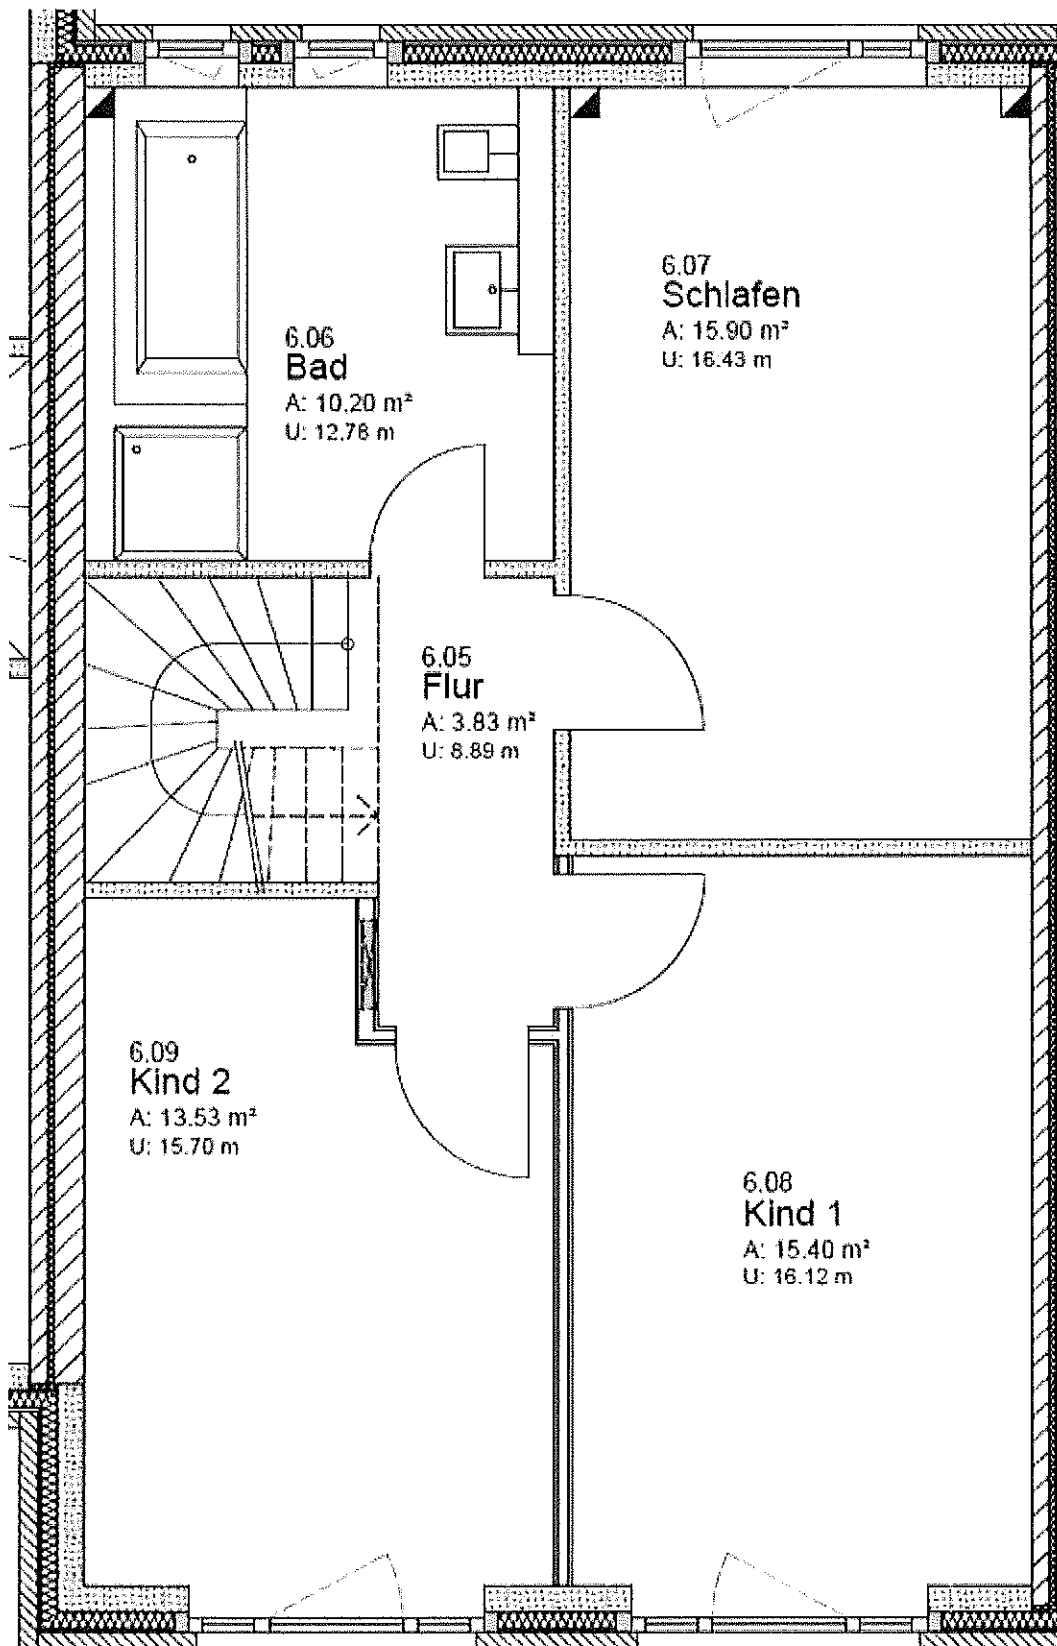 6.07
Schlafen
A: 15.90 m²
U: 16.43 m
6.06
Bad
A: 10.20 m²
U: 12.78 m
6.05
Flur
A: 3.83 m²
U: 8.89 m
6.09
Kind 2
A: 13.53 m²
U: 15.70 m
6.08
Kind 1
A: 15.40 m²
U: 16.12 m